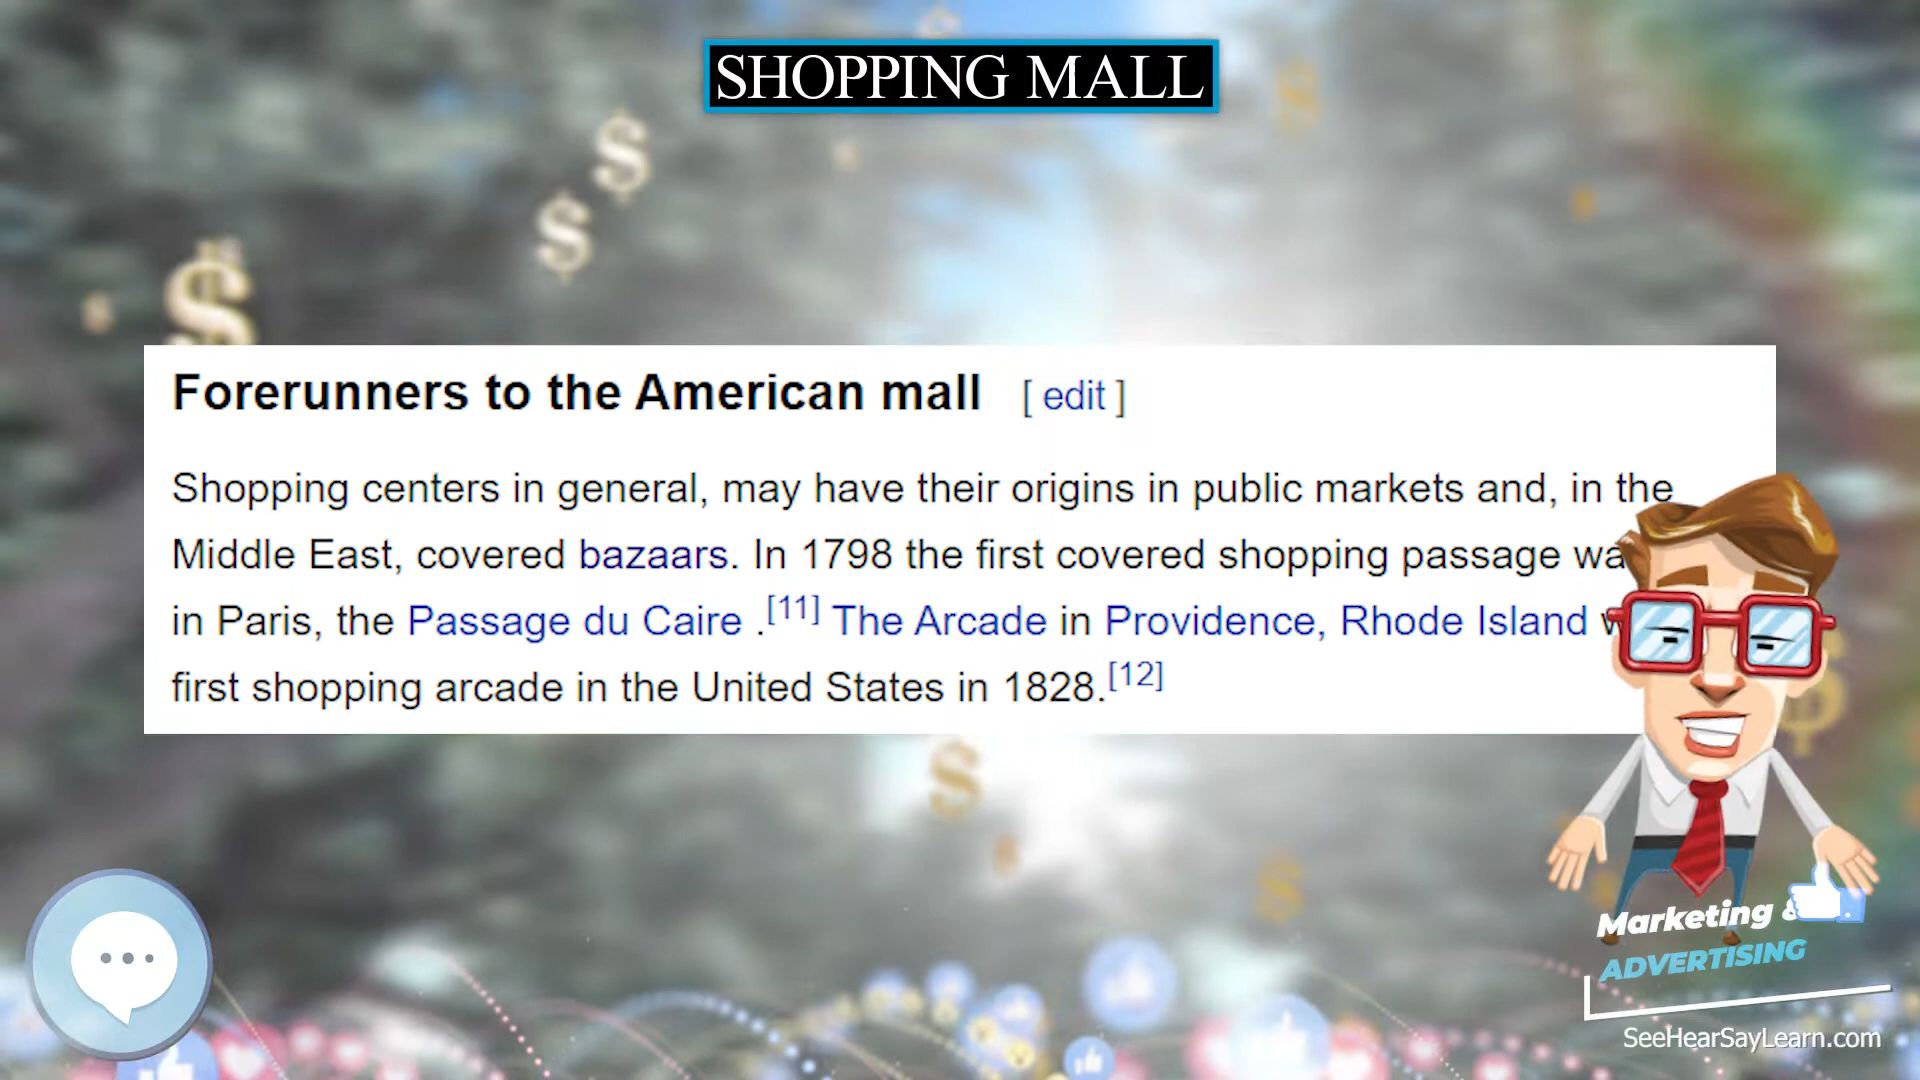 SHOPPING MALL
Forerunners to the American mall [ edit ]
Shopping centers in general, may have their origins in public markets and, in the
Middle East, covered bazaars. In 1798 the first covered shopping passage
in Paris, the Passage du Caire .[11] The Arcade in Providence, Rhode Island
first shopping arcade in the United States in 1828.[12]
Marketing &
ADVERTISING
SeeHearSayLearn.com